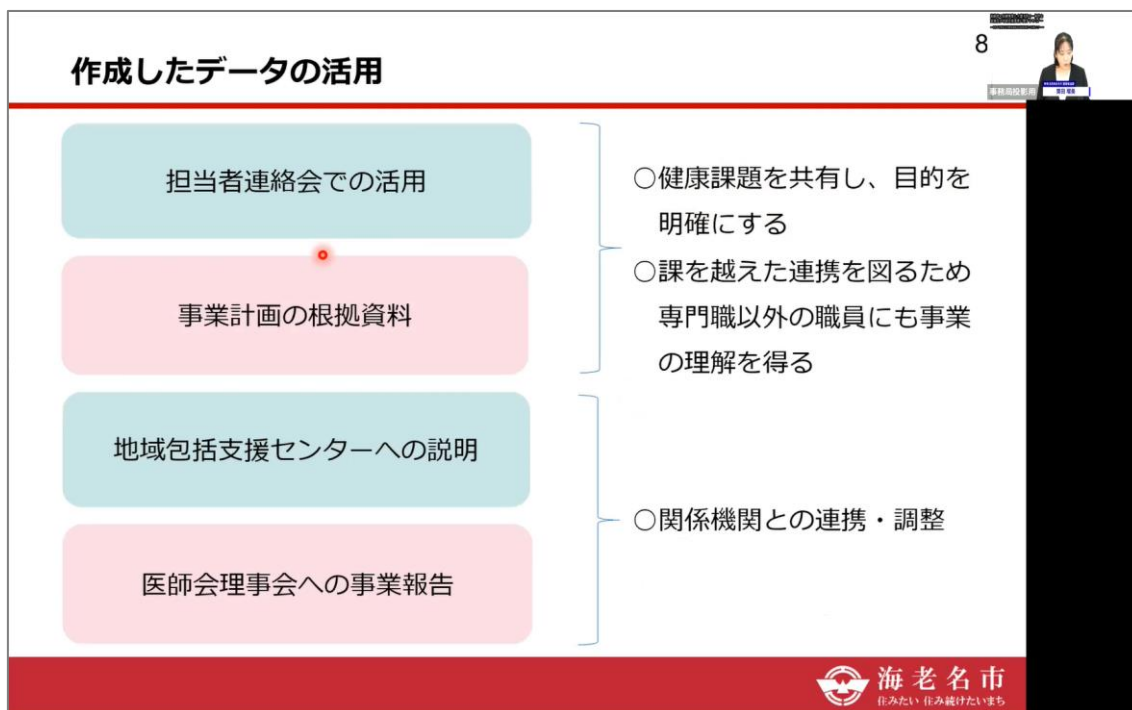 8
作成したデータの活用
事務局投影用
担当者連絡会での活用
事業計画の根拠資料
地域包括支援センターへの説明
医師会理事会への事業報告
○健康課題を共有し、目的を
明確にする
○課を越えた連携を図るため
専門職以外の職員にも事業
の理解を得る
○関係機関との連携・調整
海老名市
住みたい 住み続けたいまち